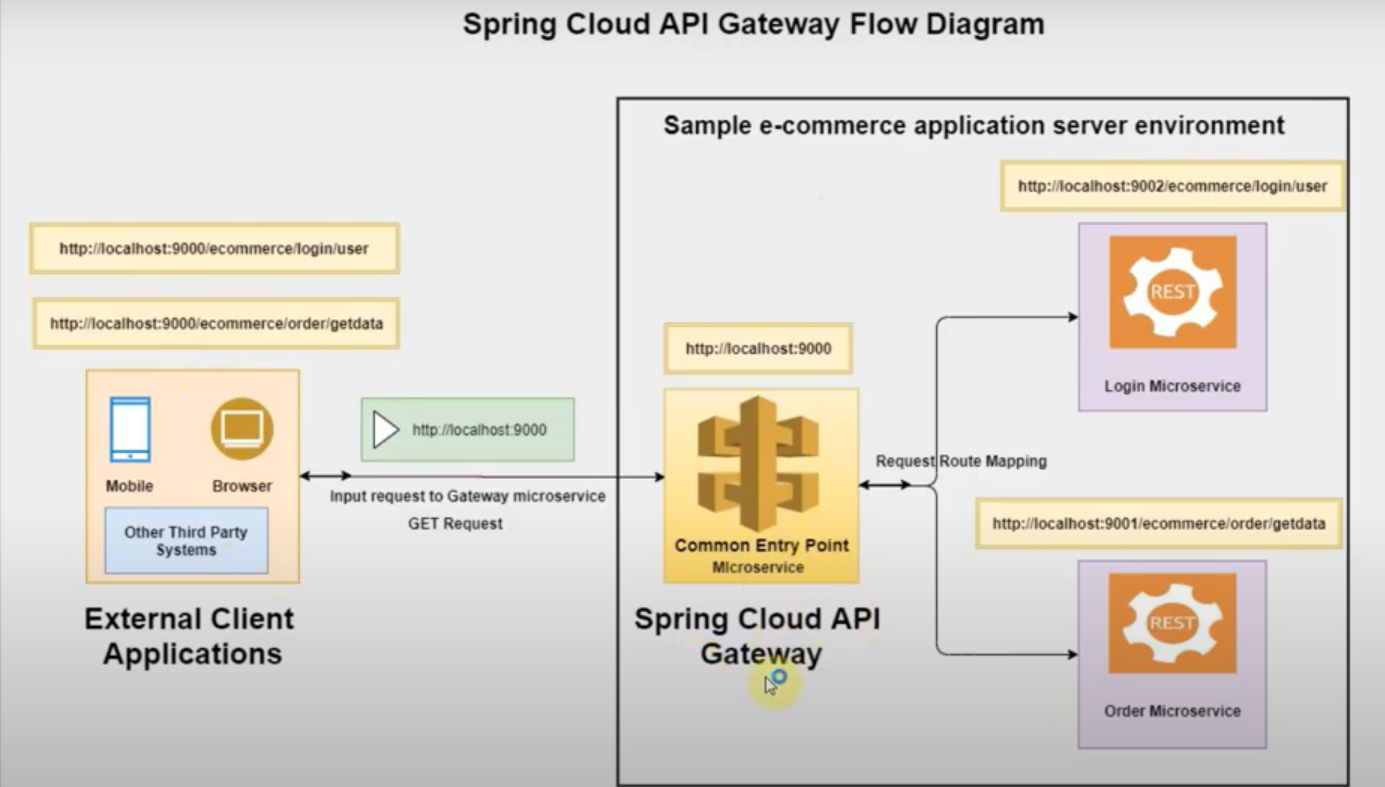 Spring Cloud API Gateway Flow Diagram
Sample e-commerce application server environment
http://localhost:9002/ecommerce/login/user
http://localhost:9000/ecommerce/login/user
http://localhost:9000/ecommerce/order/getdata
http://localhost:9000
REST
Login Microservice
http://localhost:9000
Mobile
Browser
Input request to Gateway microservice
GET Request
Request Route Mapping
http://localhost:9001/ecommerce/order/getdata
Other Third Party
Systems
Common Entry Point
Microservice
External Client
Applications
Spring Cloud API
Gateway
REST
Order Microservice